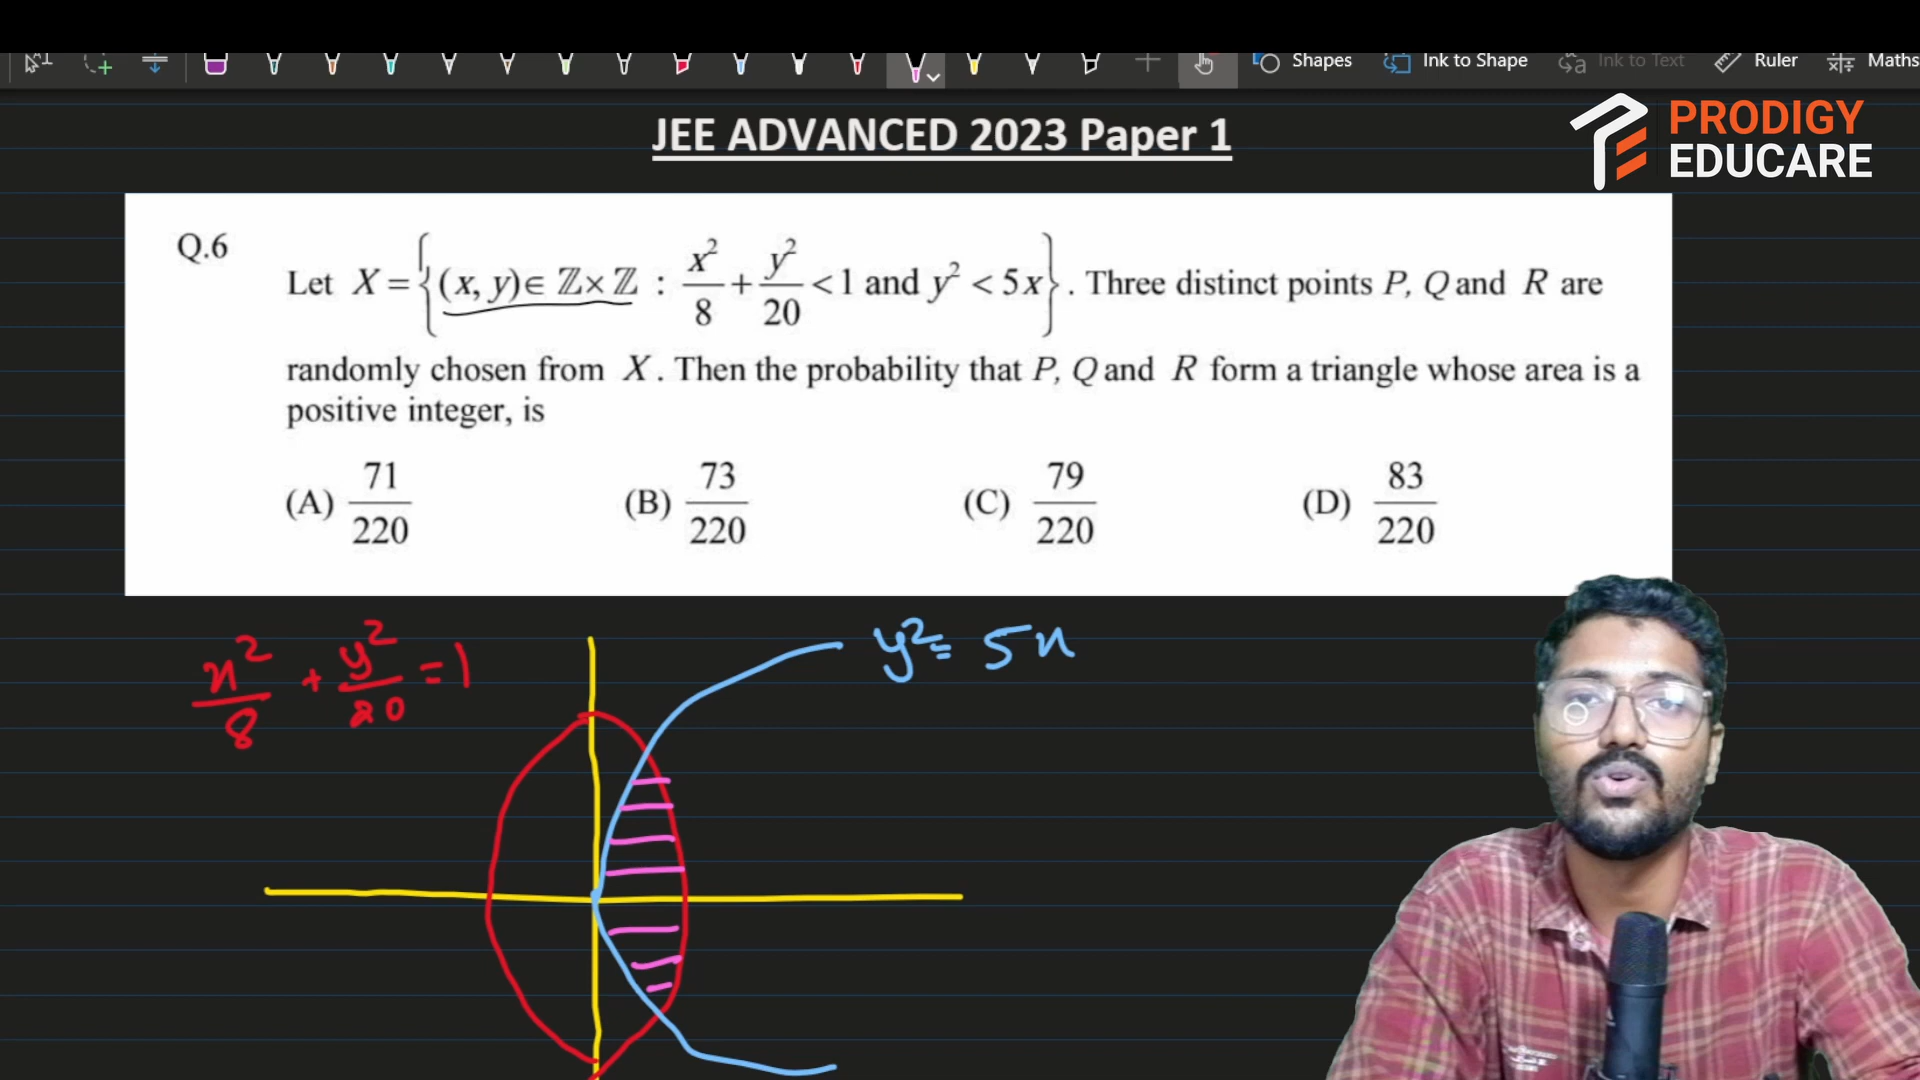 Shapes Ink to Shape Ink to Text Ruler Maths
JEE ADVANCED 2023 Paper 1
PRODIGY
EDUCARE
Q.6
Let X = { (x, y) ∈ ℤ × ℤ : x²/8 + y²/20 < 1 and y² < 5x }. Three distinct points P, Q and R are
randomly chosen from X. Then the probability that P, Q and R form a triangle whose area is a
positive integer, is
(A) 71/220 (B) 73/220 (C) 79/220 (D) 83/220
x²/8 + y²/20 = 1
y² = 5x